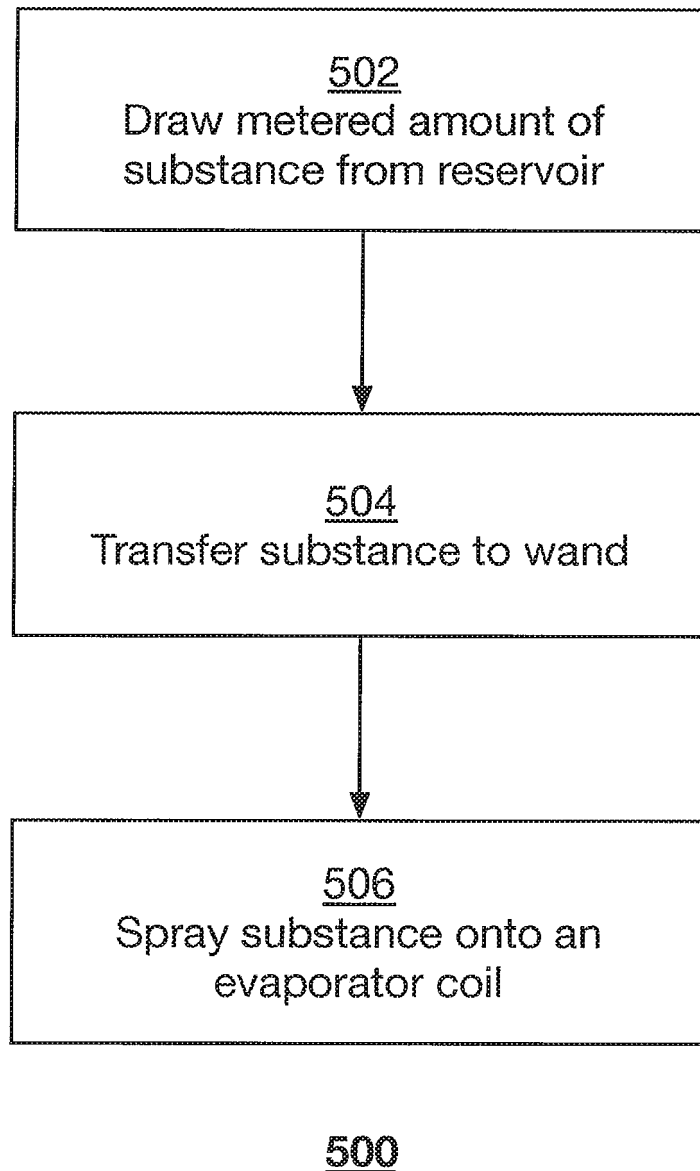 502
Draw metered amount of
substance from reservoir
504
Transfer substance to wand
506
Spray substance onto an
evaporator coil
500